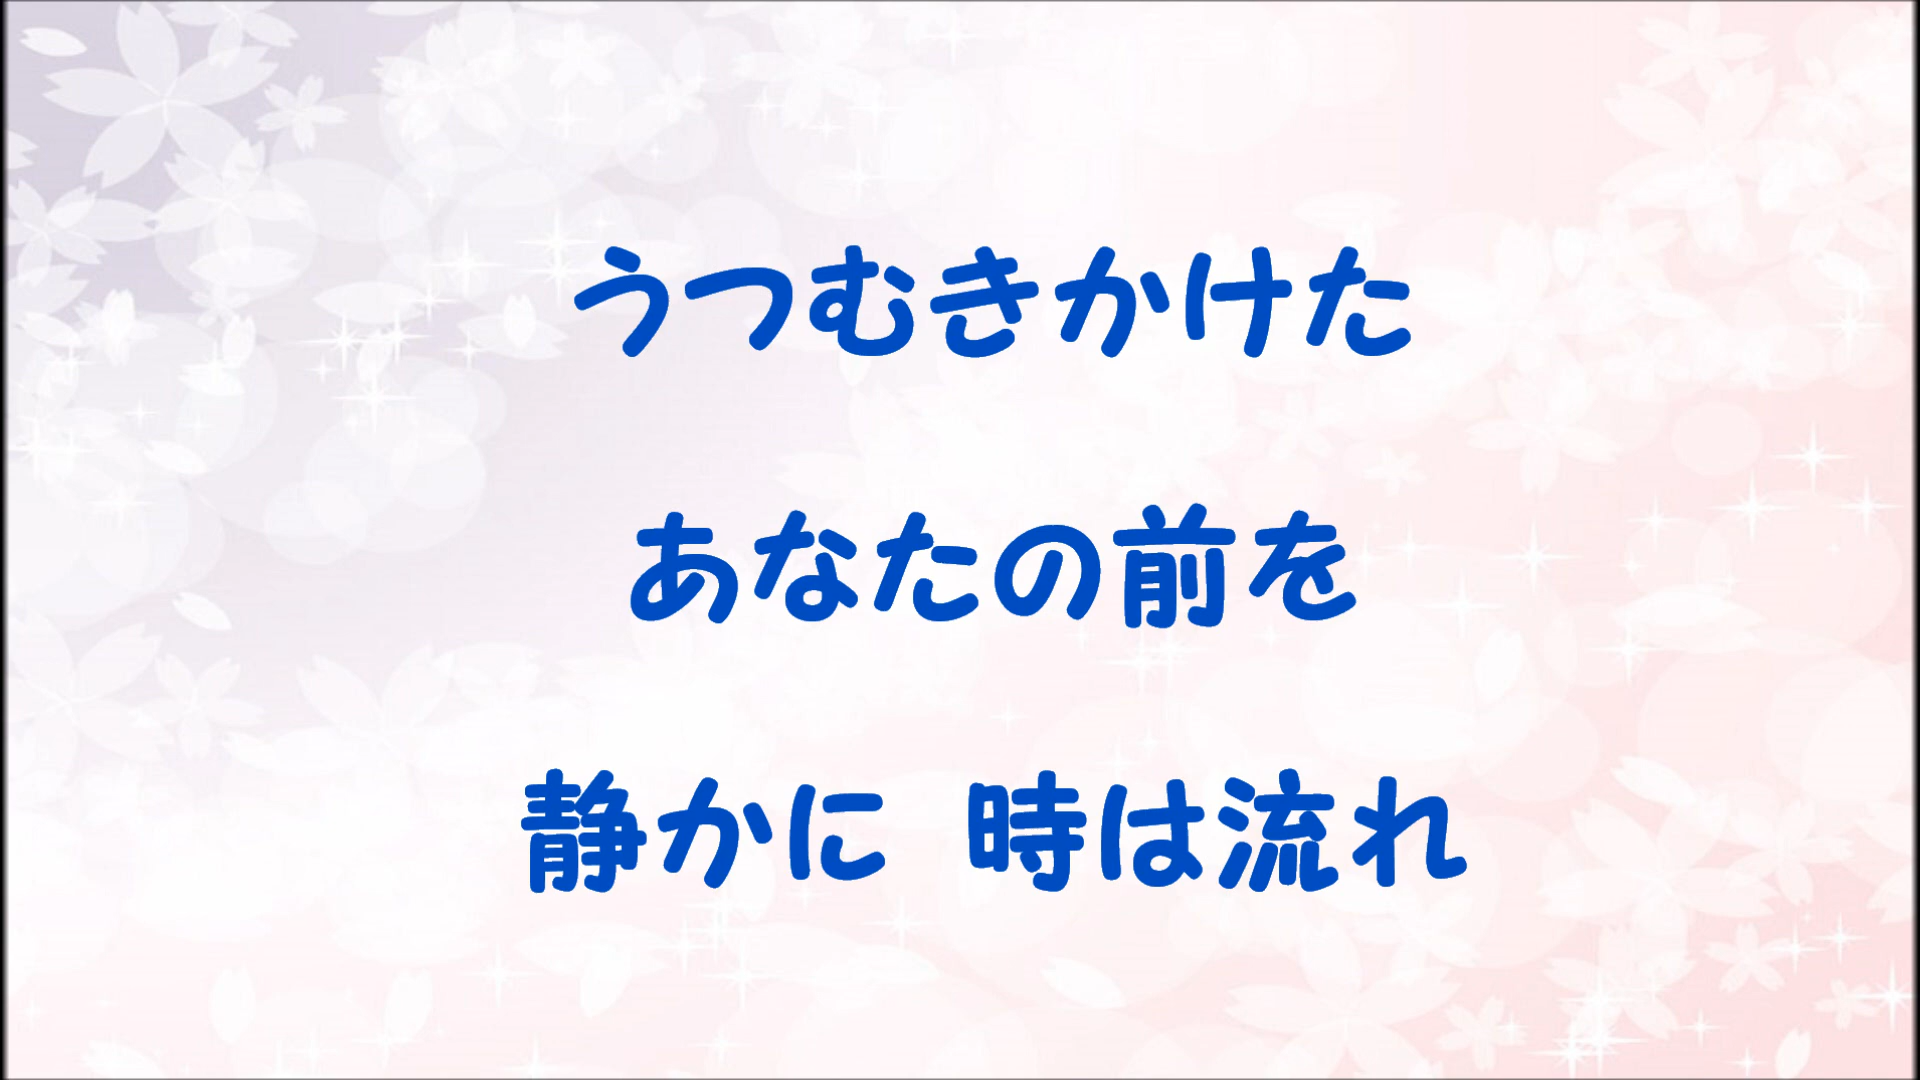 うつむきかけた
あなたの前を
静かに 時は流れ